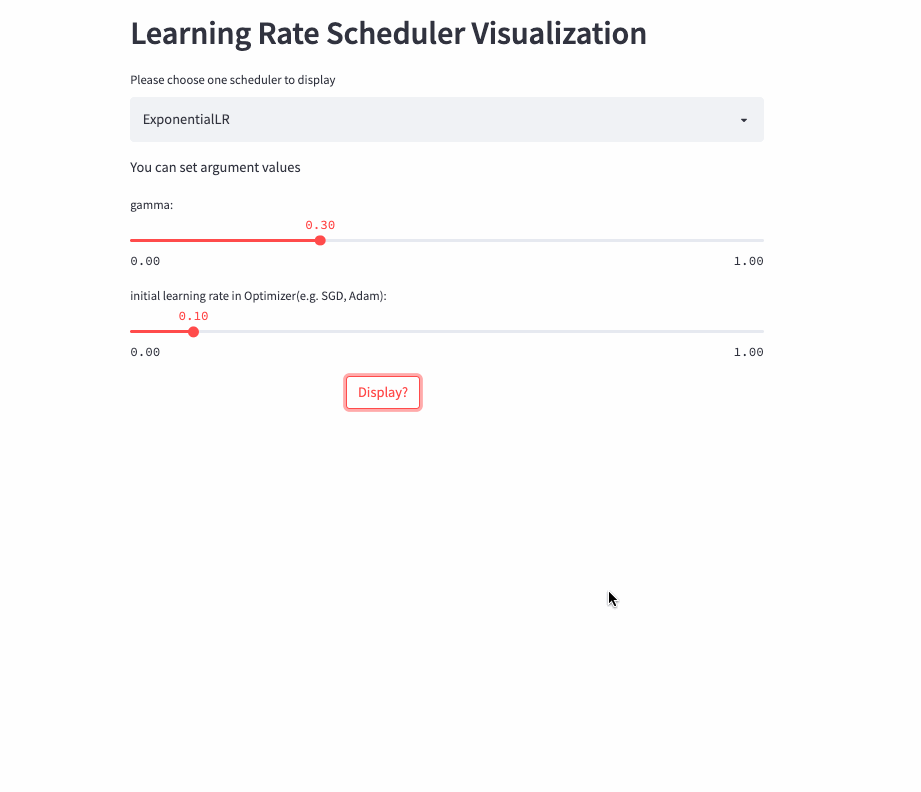 Learning Rate Scheduler Visualization
Please choose one scheduler to display
ExponentialLR
You can set argument values
gamma:
0.30
0.00 1.00
initial learning rate in Optimizer(e.g. SGD, Adam):
0.10
0.00 1.00
Display?